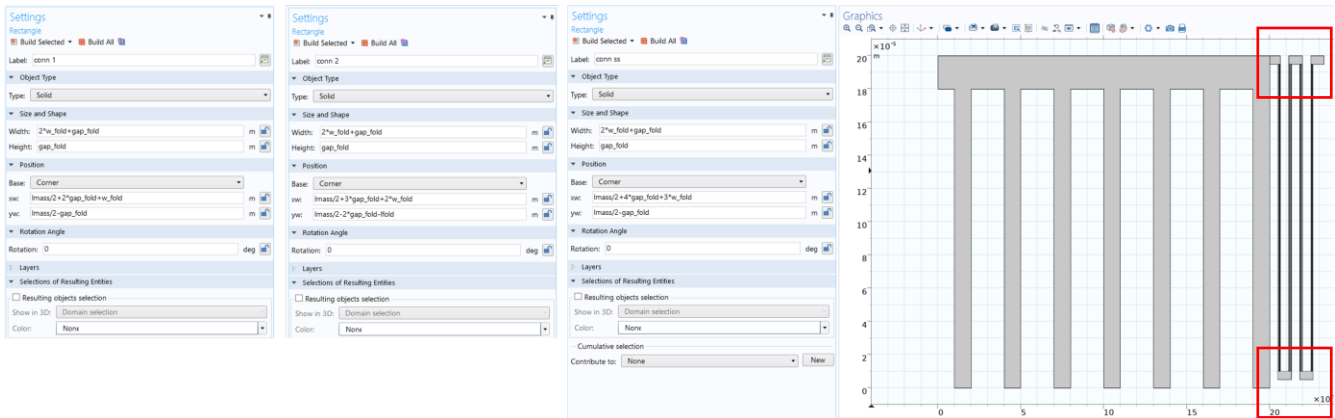 Settings
Rectangle
Build Selected
Build All
Label: conn 1
Object Type
Type: Solid
Size and Shape
Width: 2*w_fold+gap_fold m
Height: gap_fold m
Position
Base: Corner
xw: lmass/2+2*gap_fold+w_fold m
yw: lmass/2-gap_fold m
Rotation Angle
Rotation: 0 deg
Layers
Selections of Resulting Entities
Resulting objects selection
Show in 3D: Domain selection
Color: None
Settings
Rectangle
Build Selected
Build All
Label: conn 2
Object Type
Type: Solid
Size and Shape
Width: 2*w_fold+gap_fold m
Height: gap_fold m
Position
Base: Corner
xw: lmass/2+3*gap_fold+2*w_fold m
yw: lmass/2-2*gap_fold-lfold m
Rotation Angle
Rotation: 0 deg
Layers
Selections of Resulting Entities
Resulting objects selection
Show in 3D: Domain selection
Color: None
Settings
Rectangle
Build Selected
Build All
Label: conn ss
Object Type
Type: Solid
Size and Shape
Width: 2*w_fold+gap_fold m
Height: gap_fold m
Position
Base: Corner
xw: lmass/2+4*gap_fold+3*w_fold m
yw: lmass/2-gap_fold m
Rotation Angle
Rotation: 0 deg
Layers
Selections of Resulting Entities
Resulting objects selection
Show in 3D: Domain selection
Color: None
Cumulative selection
Contribute to: None New
Graphics
×10⁻⁵
m
20
18
16
14
12
10
8
6
4
2
0
0 5 10 15 20
×10